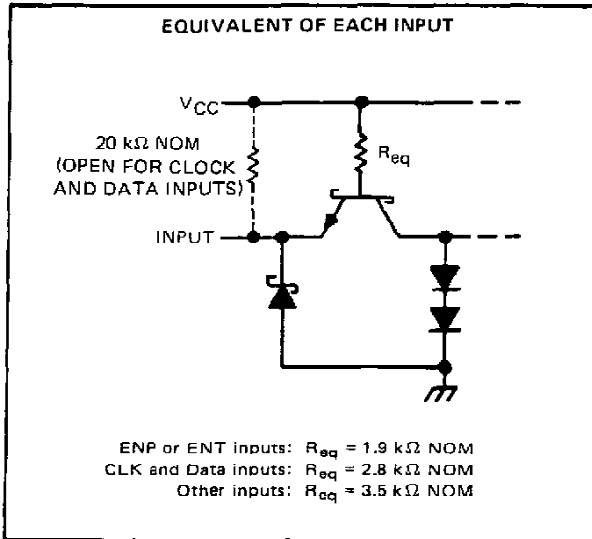 EQUIVALENT OF EACH INPUT
VCC
20 kΩ NOM
(OPEN FOR CLOCK
AND DATA INPUTS)
Req
INPUT
ENP or ENT inputs: Req = 1.9 kΩ NOM
CLK and Data inputs: Req = 2.8 kΩ NOM
Other inputs: Req = 3.5 kΩ NOM